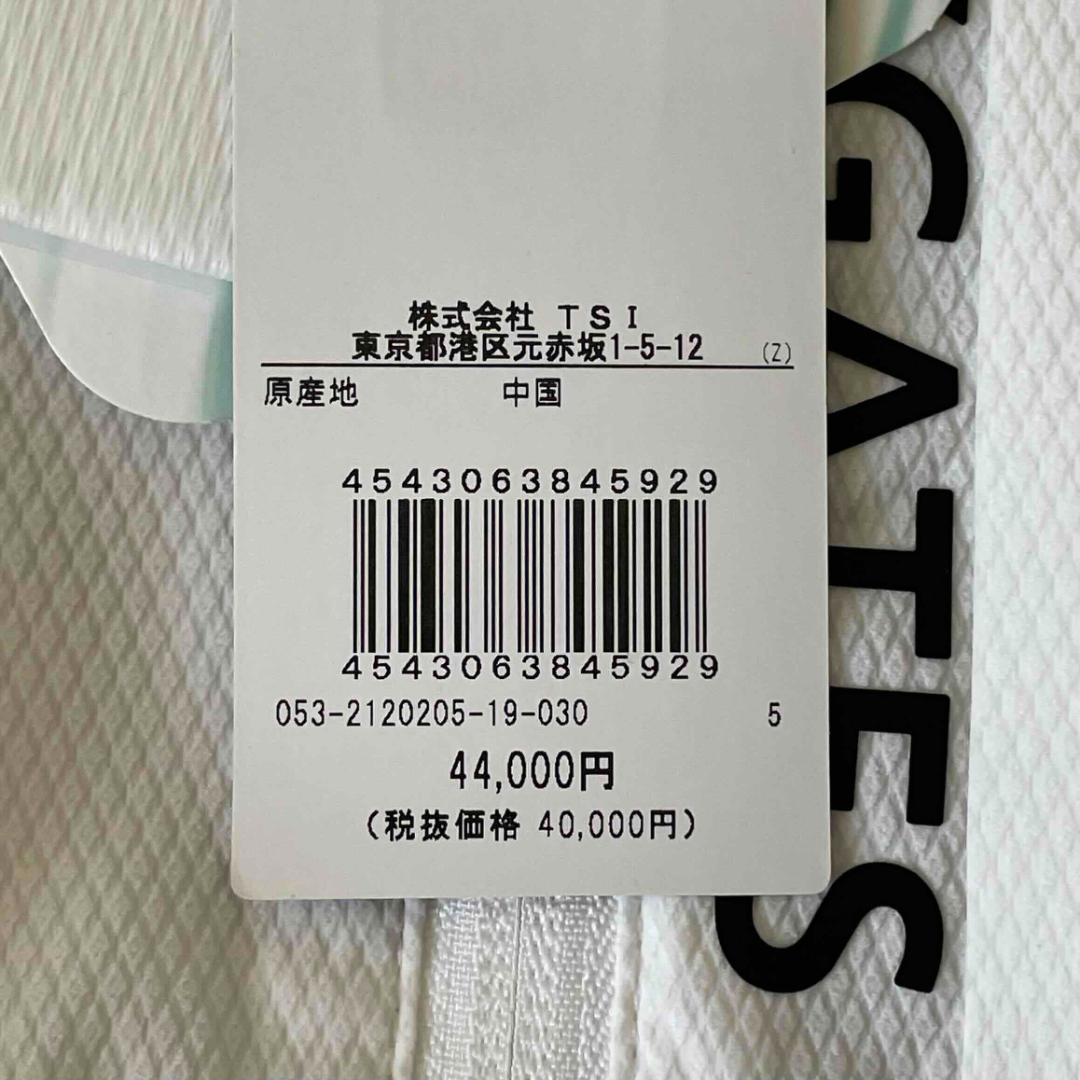 株式会社 TSI
東京都港区元赤坂1-5-12 (Z)
原産地 中国
4543063845929
4543063845929
053-2120205-19-030 5
44,000円
(税抜価格 40,000円)
GATES